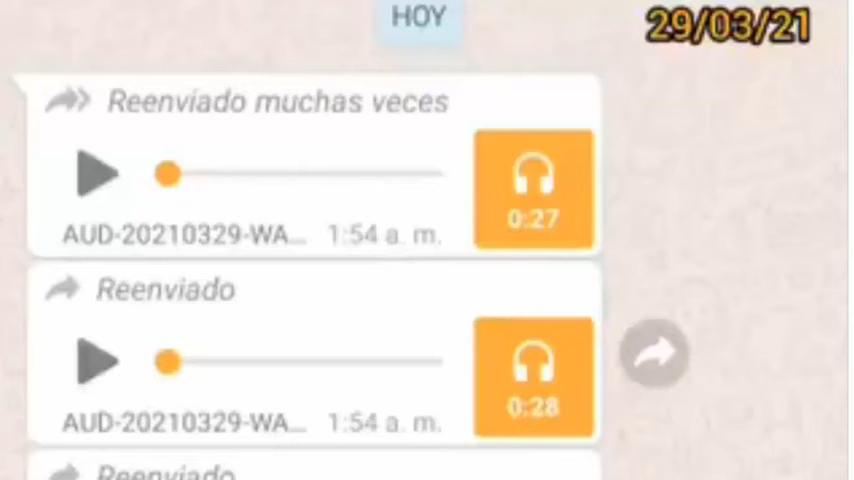 HOY
29/03/21
Reenviado muchas veces
0:27
AUD-20210329-WA... 1:54 a. m.
Reenviado
0:28
AUD-20210329-WA... 1:54 a. m.
Reenviado